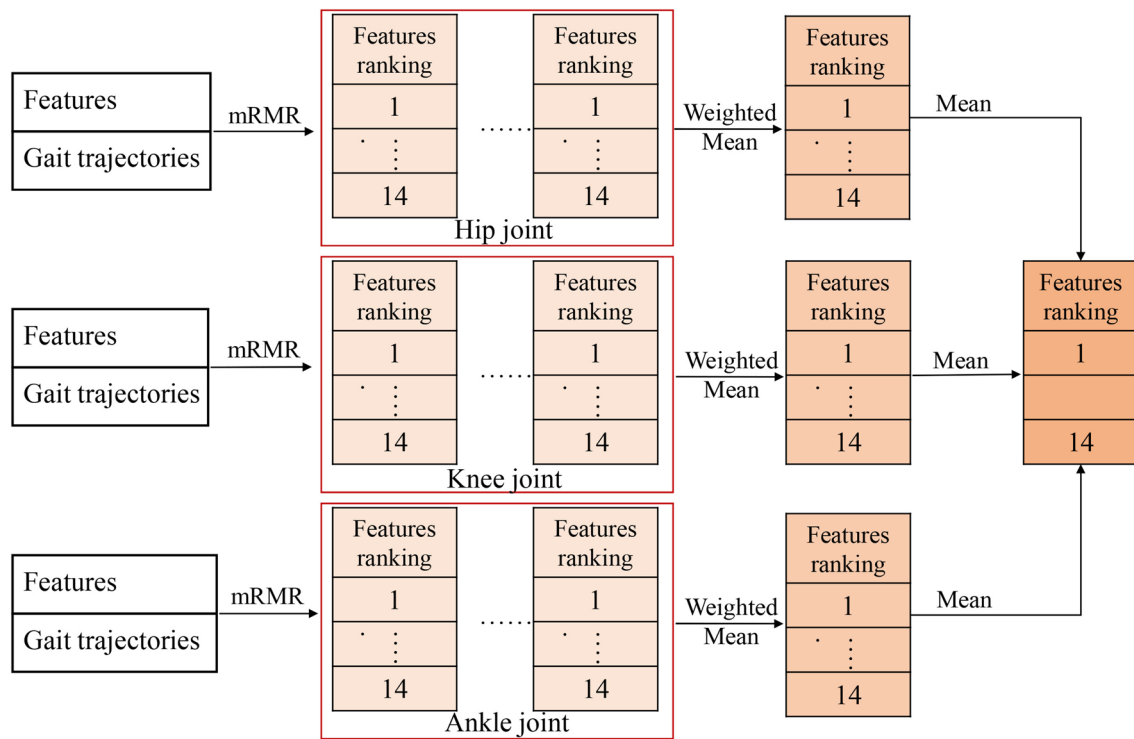 Features
Gait trajectories
mRMR
Features
ranking
1
14
......
Features
ranking
1
14
Hip joint
Weighted
Mean
Features
ranking
1
14
Mean
Features
Gait trajectories
mRMR
Features
ranking
1
14
......
Features
ranking
1
14
Knee joint
Weighted
Mean
Features
ranking
1
14
Mean
Features
ranking
1
14
Features
Gait trajectories
mRMR
Features
ranking
1
14
......
Features
ranking
1
14
Ankle joint
Weighted
Mean
Features
ranking
1
14
Mean